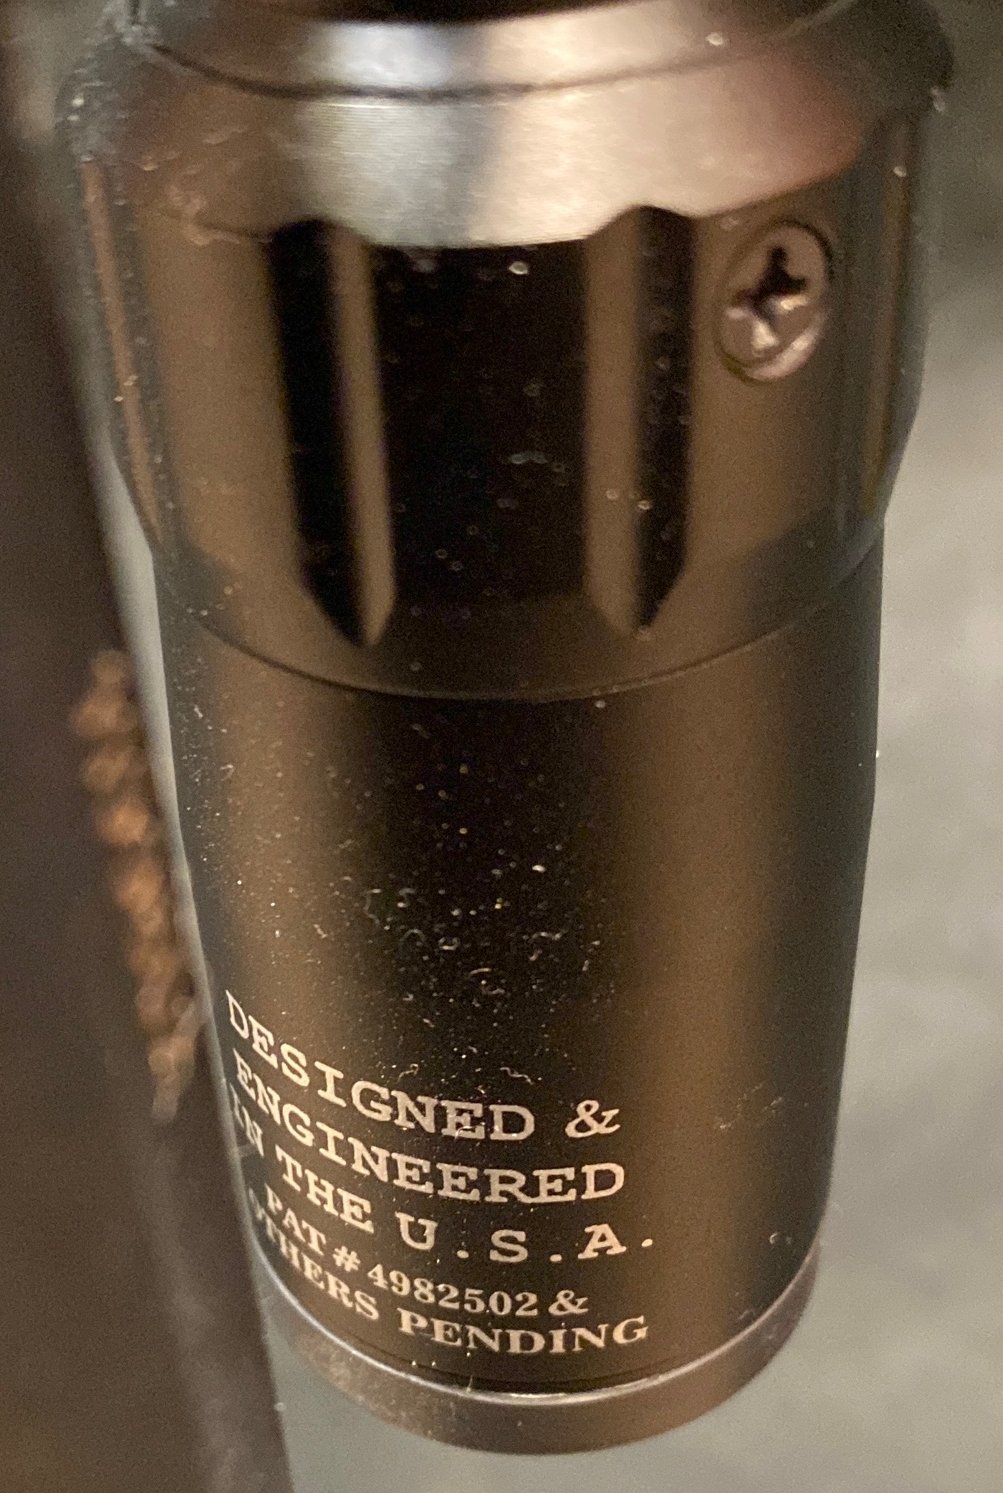 DESIGNED &
ENGINEERED
IN THE U.S.A.
PAT # 4982502 &
OTHERS PENDING